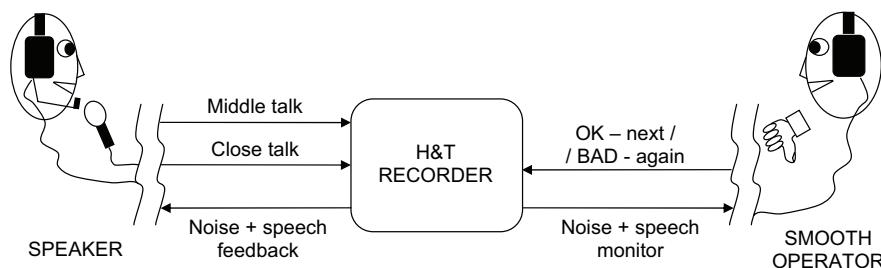 Middle talk
Close talk
Noise + speech
feedback
SPEAKER
H&T
RECORDER
OK – next /
/ BAD - again
Noise + speech
monitor
SMOOTH
OPERATOR